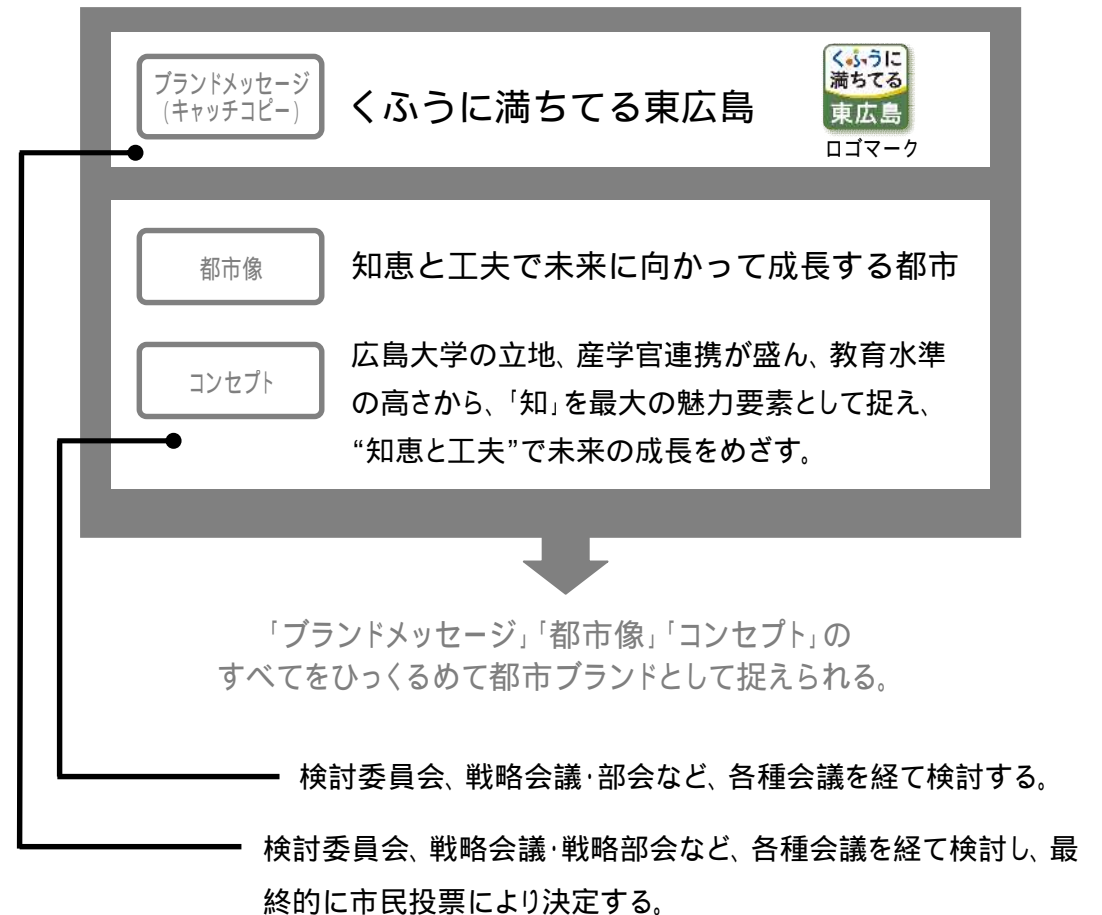 ブランドメッセージ
(キャッチコピー)
くふうに満ちてる東広島
くふうに
満ちてる
東広島
ロゴマーク
都市像
知恵と工夫で未来に向かって成長する都市
コンセプト
広島大学の立地、産学官連携が盛ん、教育水準
の高さから、「知」を最大の魅力要素として捉え、
“知恵と工夫”で未来の成長をめざす。
「ブランドメッセージ」「都市像」「コンセプト」の
すべてをひっくるめて都市ブランドとして捉えられる。
検討委員会、戦略会議・部会など、各種会議を経て検討する。
検討委員会、戦略会議・戦略部会など、各種会議を経て検討し、最
終的に市民投票により決定する。